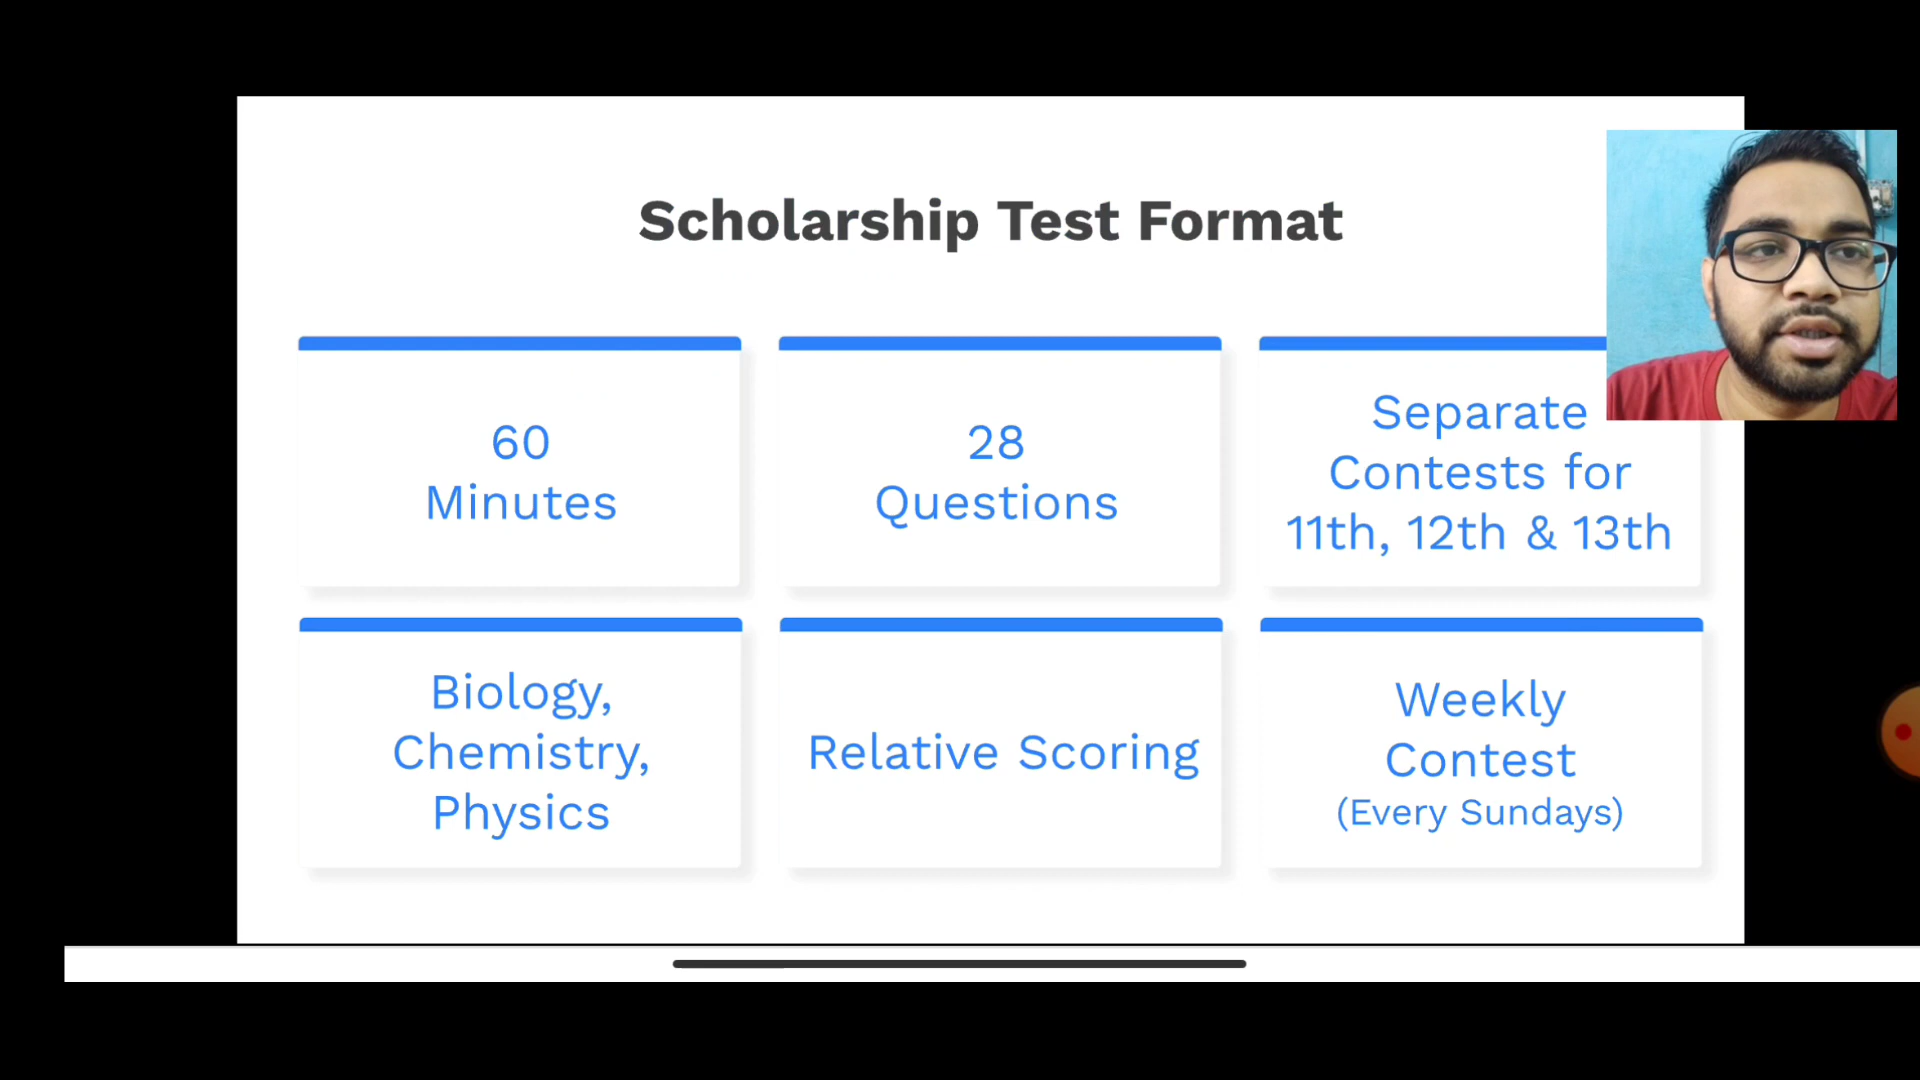 Scholarship Test Format
60
Minutes
28
Questions
Separate
Contests for
11th, 12th & 13th
Biology,
Chemistry,
Physics
Relative Scoring
Weekly
Contest
(Every Sundays)